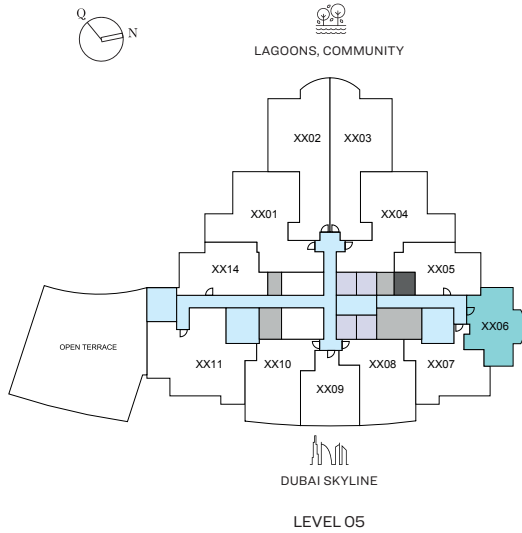 Q
N
LAGOONS, COMMUNITY
XX02 XX03
XX01 XX04
XX14 XX05
XX06
OPEN TERRACE
XX11 XX10 XX08 XX07
XX09
DUBAI SKYLINE
LEVEL 05